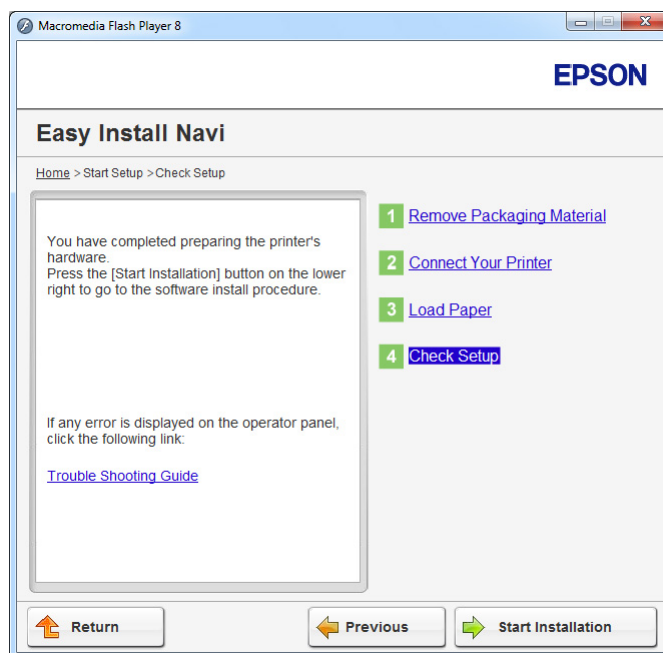 Macromedia Flash Player 8
EPSON
Easy Install Navi
Home > Start Setup >Check Setup
You have completed preparing the printer's
hardware.
Press the [Start Installation] button on the lower
right to go to the software install procedure.
If any error is displayed on the operator panel,
click the following link:
Trouble Shooting Guide
1 Remove Packaging Material
2 Connect Your Printer
3 Load Paper
4 Check Setup
Return
Previous
Start Installation